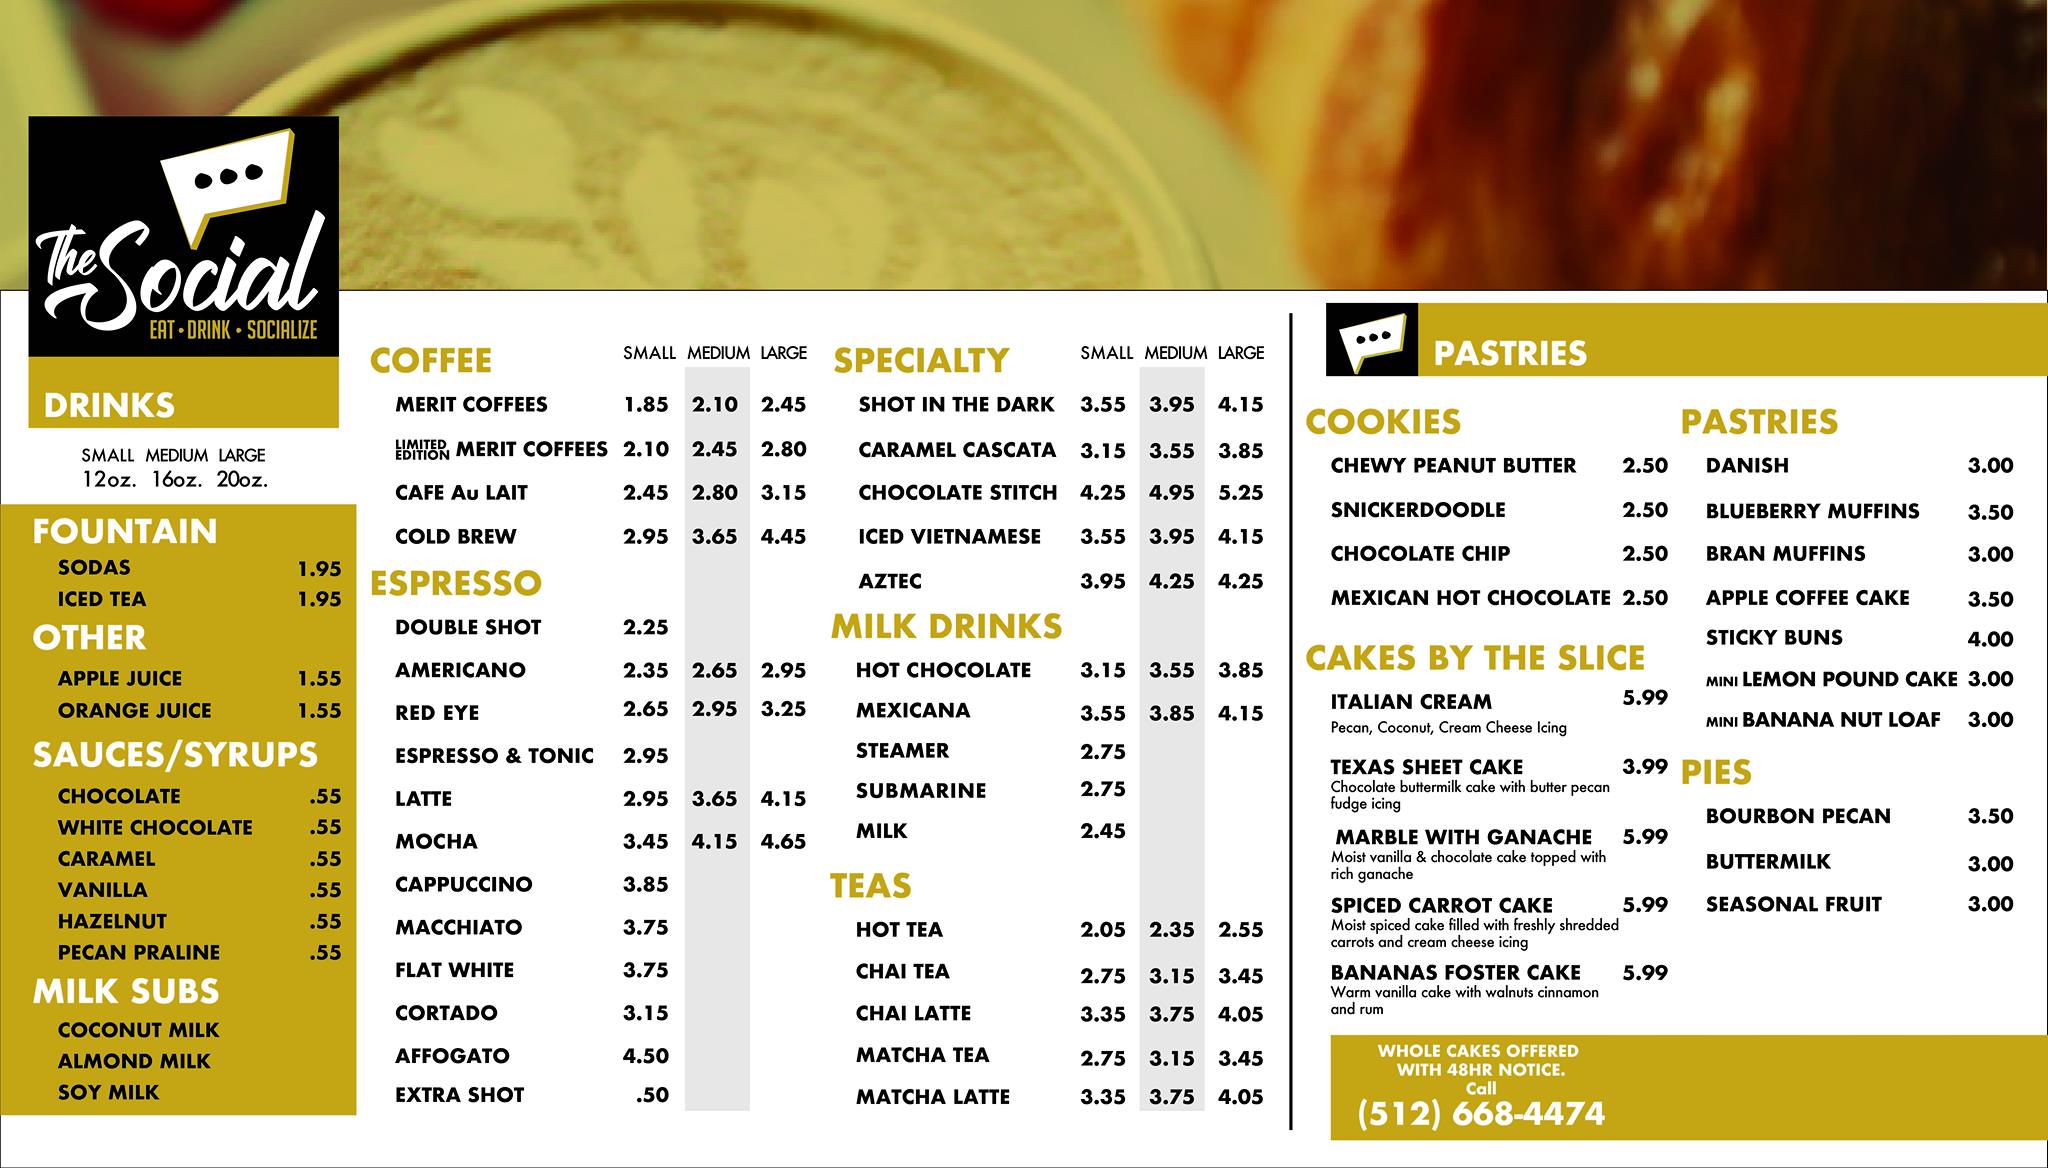 The Social
EAT • DRINK • SOCIALIZE
DRINKS
SMALL MEDIUM LARGE
12oz. 16oz. 20oz.
FOUNTAIN
SODAS 1.95
ICED TEA 1.95
OTHER
APPLE JUICE 1.55
ORANGE JUICE 1.55
SAUCES/SYRUPS
CHOCOLATE .55
WHITE CHOCOLATE .55
CARAMEL .55
VANILLA .55
HAZELNUT .55
PECAN PRALINE .55
MILK SUBS
COCONUT MILK
ALMOND MILK
SOY MILK
COFFEE SMALL MEDIUM LARGE
MERIT COFFEES 1.85 2.10 2.45
LIMITED EDITION MERIT COFFEES 2.10 2.45 2.80
CAFE Au LAIT 2.45 2.80 3.15
COLD BREW 2.95 3.65 4.45
ESPRESSO
DOUBLE SHOT 2.25
AMERICANO 2.35 2.65 2.95
RED EYE 2.65 2.95 3.25
ESPRESSO & TONIC 2.95
LATTE 2.95 3.65 4.15
MOCHA 3.45 4.15 4.65
CAPPUCCINO 3.85
MACCHIATO 3.75
FLAT WHITE 3.75
CORTADO 3.15
AFFOGATO 4.50
EXTRA SHOT .50
SPECIALTY SMALL MEDIUM LARGE
SHOT IN THE DARK 3.55 3.95 4.15
CARAMEL CASCATA 3.15 3.55 3.85
CHOCOLATE STITCH 4.25 4.95 5.25
ICED VIETNAMESE 3.55 3.95 4.15
AZTEC 3.95 4.25 4.25
MILK DRINKS
HOT CHOCOLATE 3.15 3.55 3.85
MEXICANA 3.55 3.85 4.15
STEAMER 2.75
SUBMARINE 2.75
MILK 2.45
TEAS
HOT TEA 2.05 2.35 2.55
CHAI TEA 2.75 3.15 3.45
CHAI LATTE 3.35 3.75 4.05
MATCHA TEA 2.75 3.15 3.45
MATCHA LATTE 3.35 3.75 4.05
PASTRIES
COOKIES
CHEWY PEANUT BUTTER 2.50
SNICKERDOODLE 2.50
CHOCOLATE CHIP 2.50
MEXICAN HOT CHOCOLATE 2.50
CAKES BY THE SLICE
ITALIAN CREAM 5.99
Pecan, Coconut, Cream Cheese Icing
TEXAS SHEET CAKE 3.99
Chocolate buttermilk cake with butter pecan
fudge icing
MARBLE WITH GANACHE 5.99
Moist vanilla & chocolate cake topped with
rich ganache
SPICED CARROT CAKE 5.99
Moist spiced cake filled with freshly shredded
carrots and cream cheese icing
BANANAS FOSTER CAKE 5.99
Warm vanilla cake with walnuts cinnamon
and rum
PASTRIES
DANISH 3.00
BLUEBERRY MUFFINS 3.50
BRAN MUFFINS 3.00
APPLE COFFEE CAKE 3.50
STICKY BUNS 4.00
MINI LEMON POUND CAKE 3.00
MINI BANANA NUT LOAF 3.00
PIES
BOURBON PECAN 3.50
BUTTERMILK 3.00
SEASONAL FRUIT 3.00
WHOLE CAKES OFFERED
WITH 48HR NOTICE.
Call
(512) 668-4474